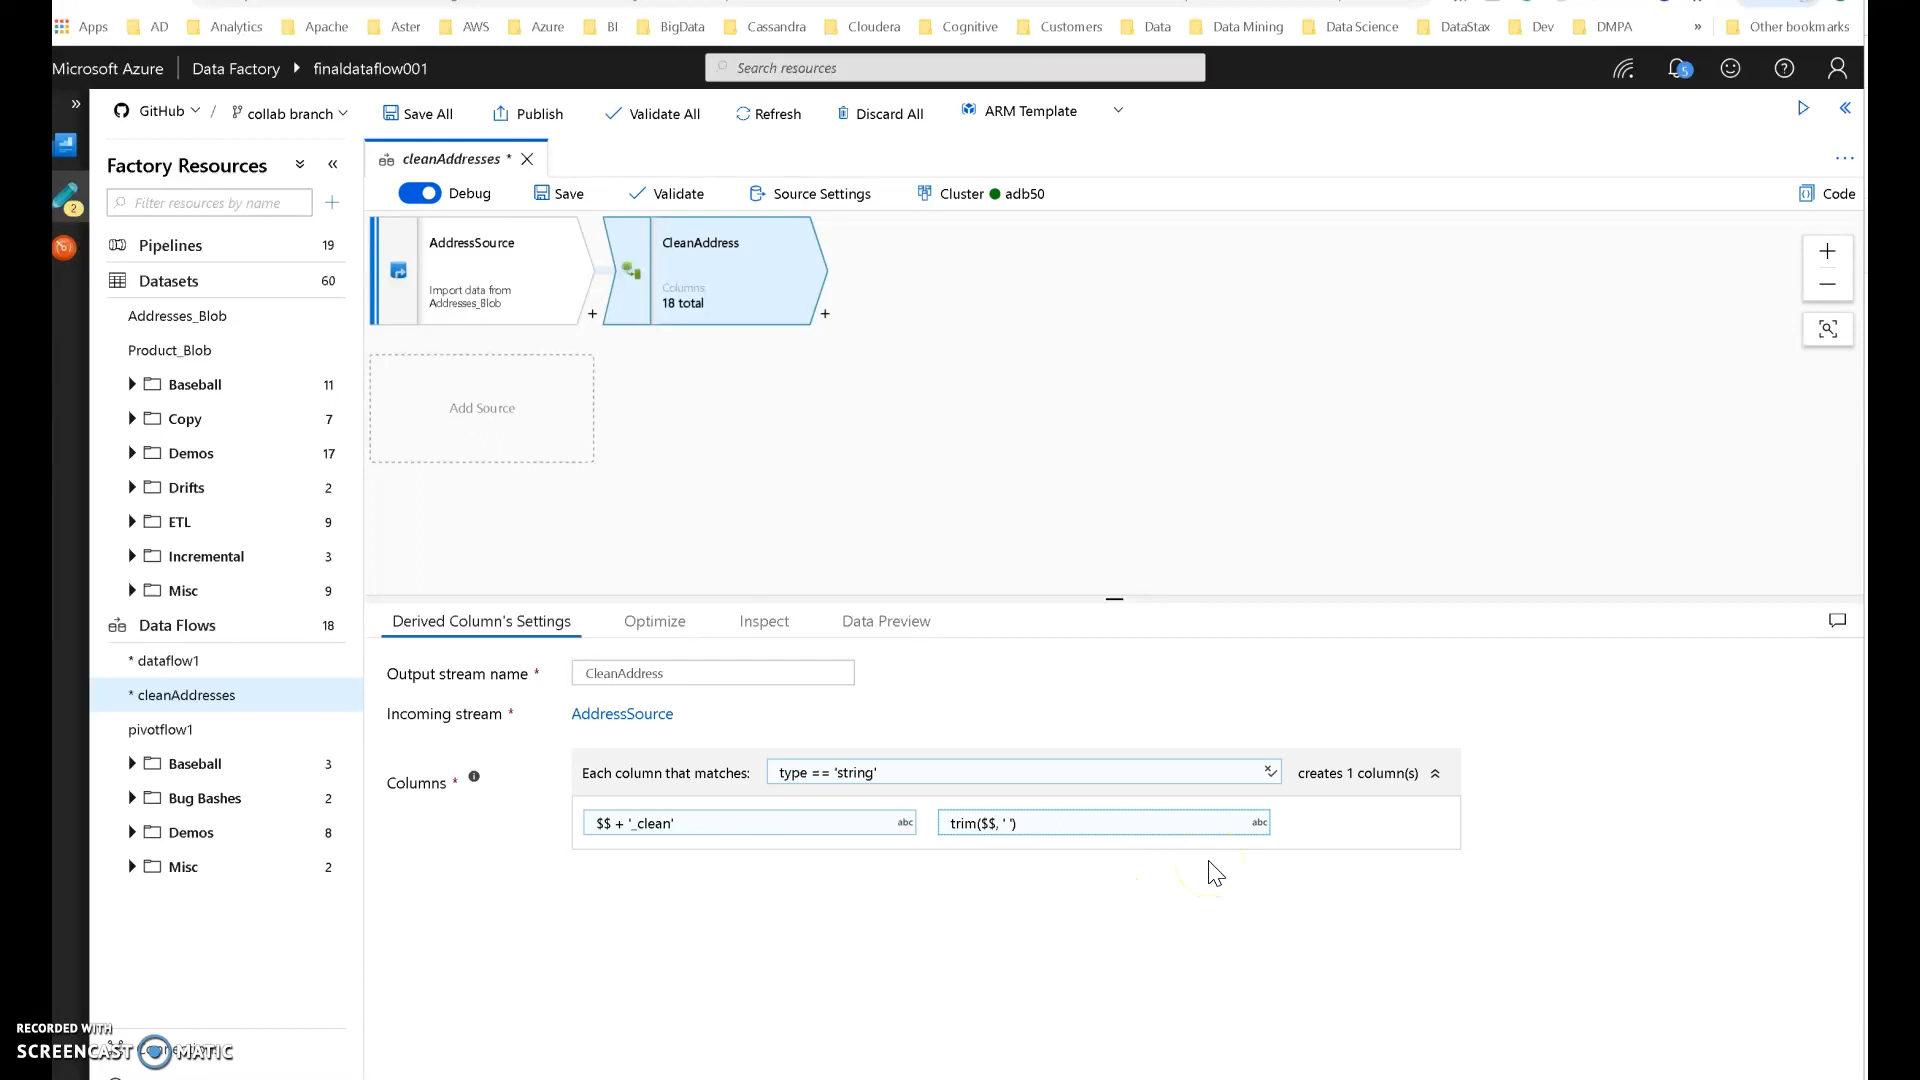 Apps AD Analytics Apache Aster AWS Azure BI BigData Cassandra Cloudera Cognitive Customers Data Data Mining Data Science DataStax Dev DMPA » Other bookmarks
Microsoft Azure Data Factory finaldataflow001
Search resources
5
GitHub / collab branch
Save All Publish Validate All Refresh Discard All ARM Template
Factory Resources
cleanAddresses *
Debug Save Validate Source Settings Cluster adb50 Code
Filter resources by name
2
Pipelines 19
Datasets 60
Addresses_Blob
Product_Blob
Baseball 11
Copy 7
Demos 17
Drifts 2
ETL 9
Incremental 3
Misc 9
Data Flows 18
* dataflow1
* cleanAddresses
pivotflow1
Baseball 3
Bug Bashes 2
Demos 8
Misc 2
AddressSource
Import data from
Addresses_Blob
+
CleanAddress
Columns:
18 total
+
Add Source
Derived Column's Settings Optimize Inspect Data Preview
Output stream name * CleanAddress
Incoming stream * AddressSource
Columns *
Each column that matches: type == 'string' creates 1 column(s)
$$ + '_clean' abc trim($$, ' ') abc
RECORDED WITH
SCREENCAST MATIC